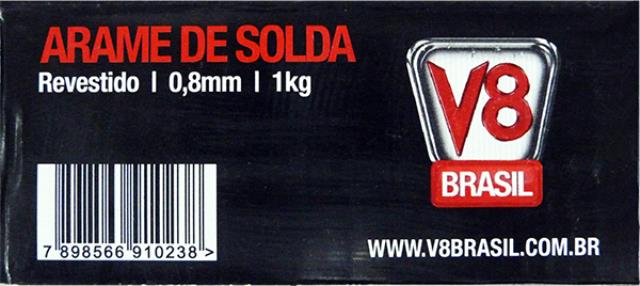 ARAME DE SOLDA
Revestido | 0,8mm | 1kg
V8
BRASIL
7 898566 910238 >
WWW.V8BRASIL.COM.BR